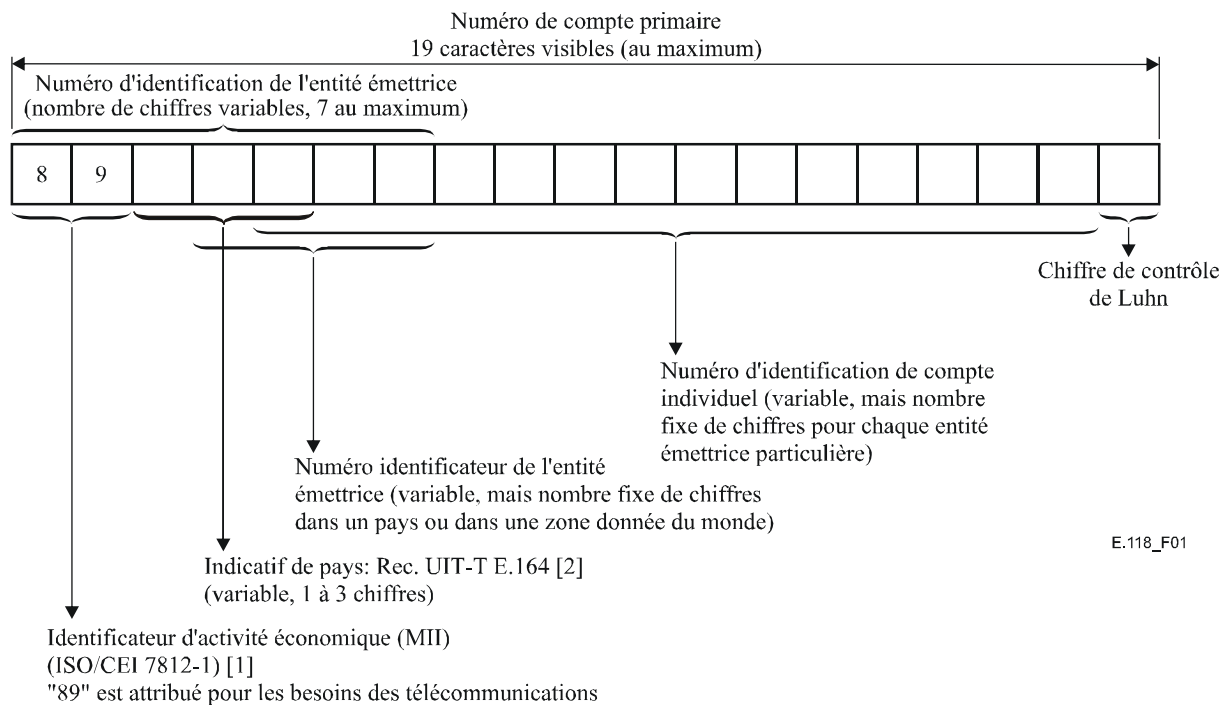 Numéro de compte primaire
19 caractères visibles (au maximum)
Numéro d'identification de l'entité émettrice
(nombre de chiffres variables, 7 au maximum)
8 9
Chiffre de contrôle
de Luhn
Numéro d'identification de compte
individuel (variable, mais nombre
fixe de chiffres pour chaque entité
émettrice particulière)
Numéro identificateur de l'entité
émettrice (variable, mais nombre fixe de chiffres
dans un pays ou dans une zone donnée du monde)
E.118_F01
Indicatif de pays: Rec. UIT-T E.164 [2]
(variable, 1 à 3 chiffres)
Identificateur d'activité économique (MII)
(ISO/CEI 7812-1) [1]
"89" est attribué pour les besoins des télécommunications